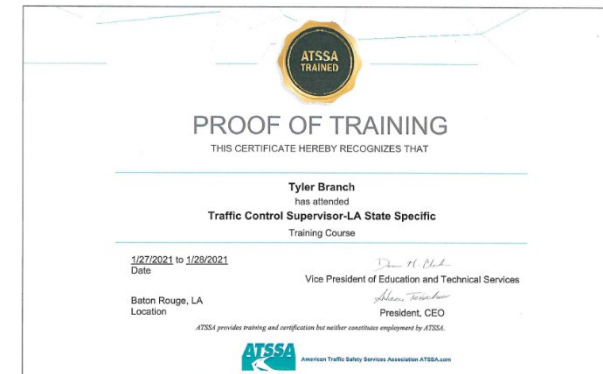 ATSSA
TRAINED
PROOF OF TRAINING
THIS CERTIFICATE HEREBY RECOGNIZES THAT
Tyler Branch
has attended
Traffic Control Supervisor-LA State Specific
Training Course
1/27/2021 to 1/28/2021
Date
Vice President of Education and Technical Services
Baton Rouge, LA
Location
President, CEO
ATSSA provides training and certification but neither constitutes employment by ATSSA.
ATSSA American Traffic Safety Services Association ATSSA.com